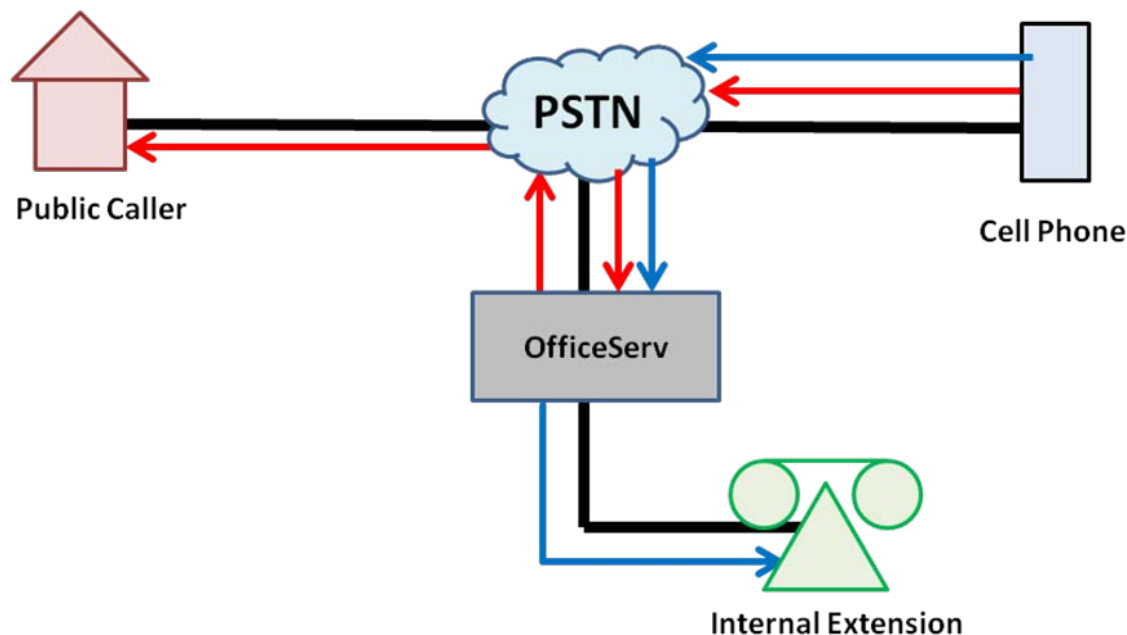 PSTN
Public Caller
Cell Phone
OfficeServ
Internal Extension